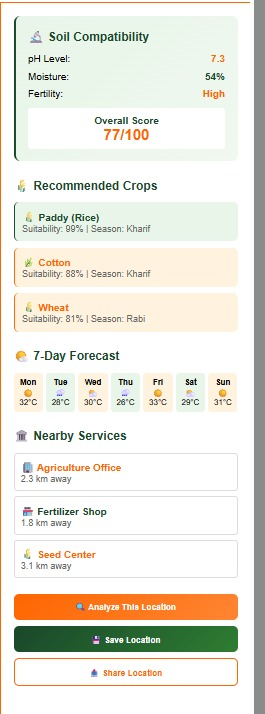 Soil Compatibility
pH Level: 7.3
Moisture: 54%
Fertility: High
Overall Score
77/100
Recommended Crops
Paddy (Rice)
Suitability: 99% | Season: Kharif
Cotton
Suitability: 88% | Season: Kharif
Wheat
Suitability: 81% | Season: Rabi
7-Day Forecast
Mon Tue Wed Thu Fri Sat Sun
32°C 28°C 30°C 26°C 33°C 29°C 31°C
Nearby Services
Agriculture Office
2.3 km away
Fertilizer Shop
1.8 km away
Seed Center
3.1 km away
Analyze This Location
Save Location
Share Location